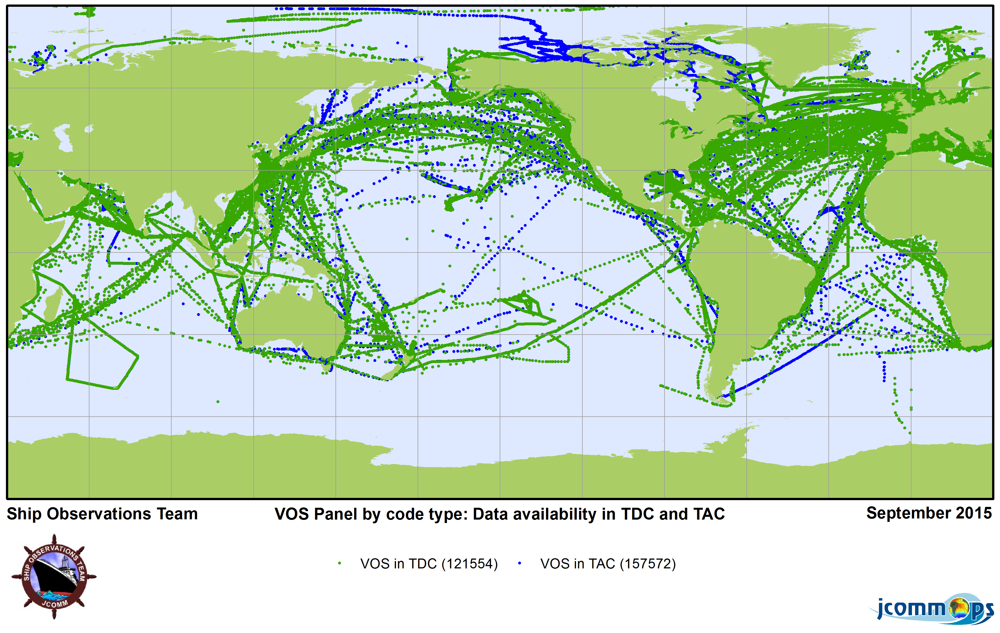 Ship Observations Team
VOS Panel by code type: Data availability in TDC and TAC
September 2015
VOS in TDC (121554)
VOS in TAC (157572)
SHIP OBSERVATIONS TEAM
JCOMM
jcommops